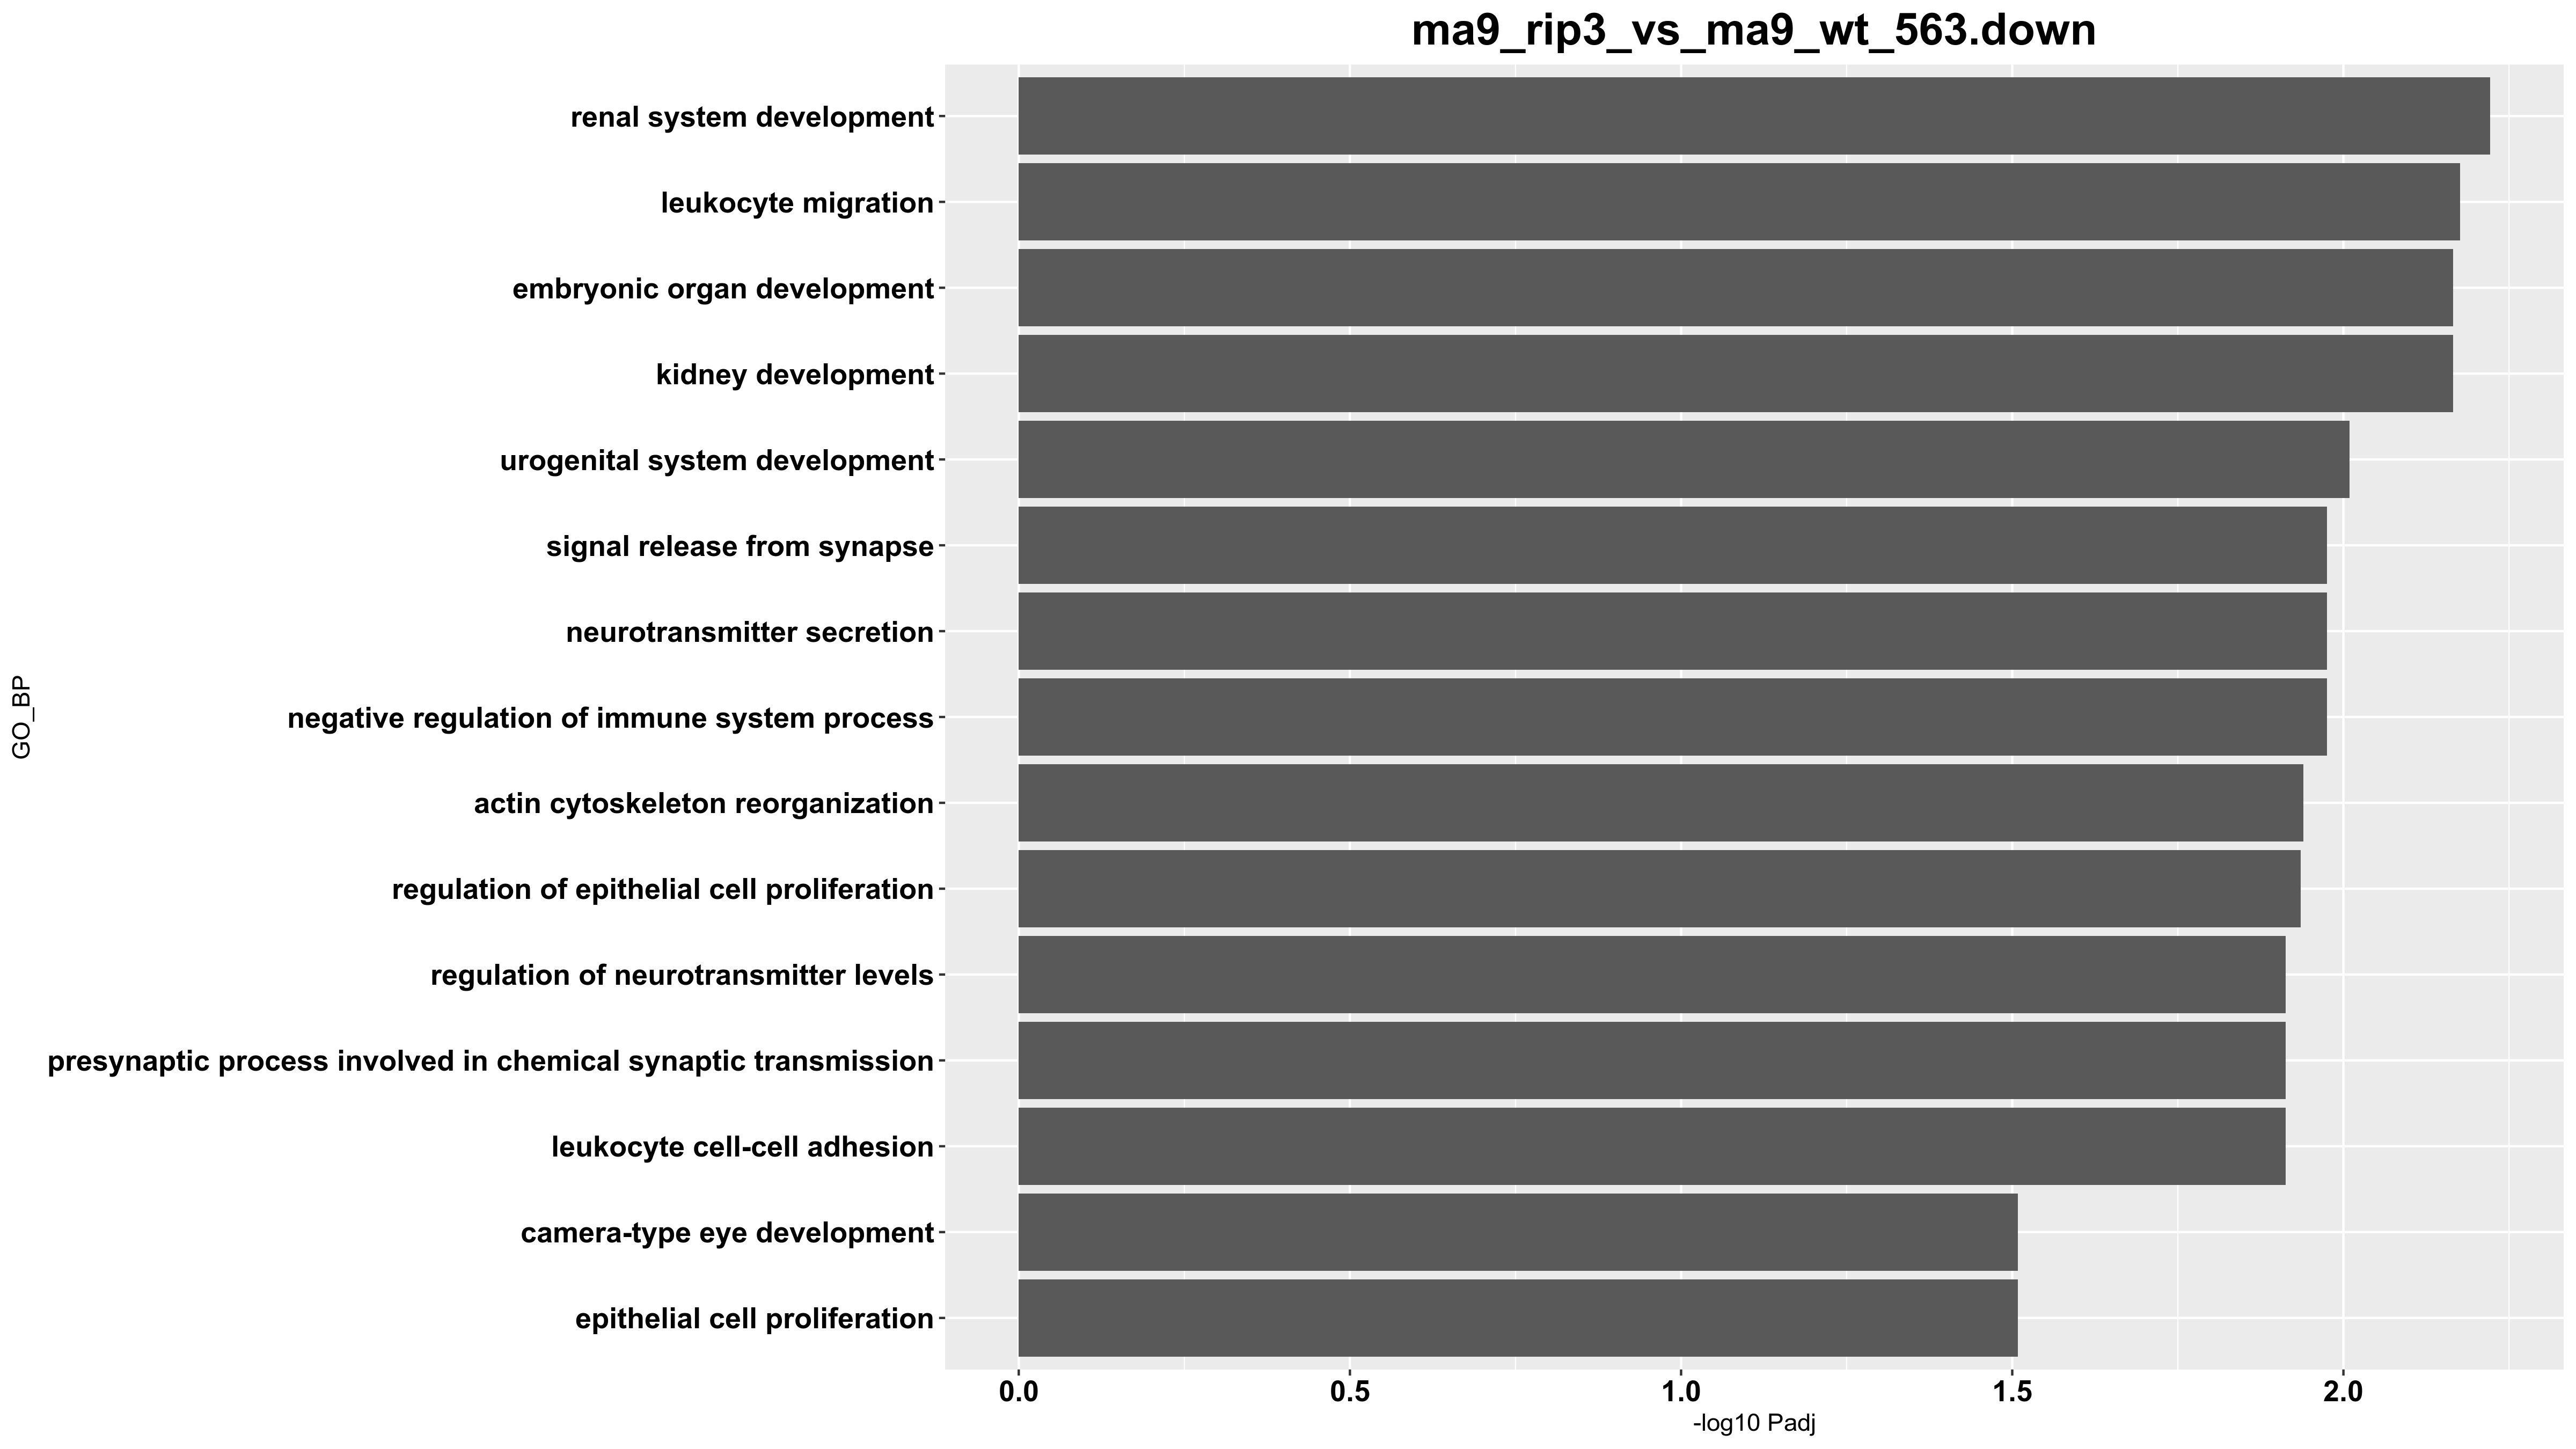 ma9_rip3_vs_ma9_wt_563.down
renal system development
leukocyte migration
embryonic organ development
kidney development
urogenital system development
signal release from synapse
neurotransmitter secretion
negative regulation of immune system process
actin cytoskeleton reorganization
regulation of epithelial cell proliferation
regulation of neurotransmitter levels
presynaptic process involved in chemical synaptic transmission
leukocyte cell-cell adhesion
camera-type eye development
epithelial cell proliferation
GO_BP
0.0 0.5 1.0 1.5 2.0
-log10 Padj